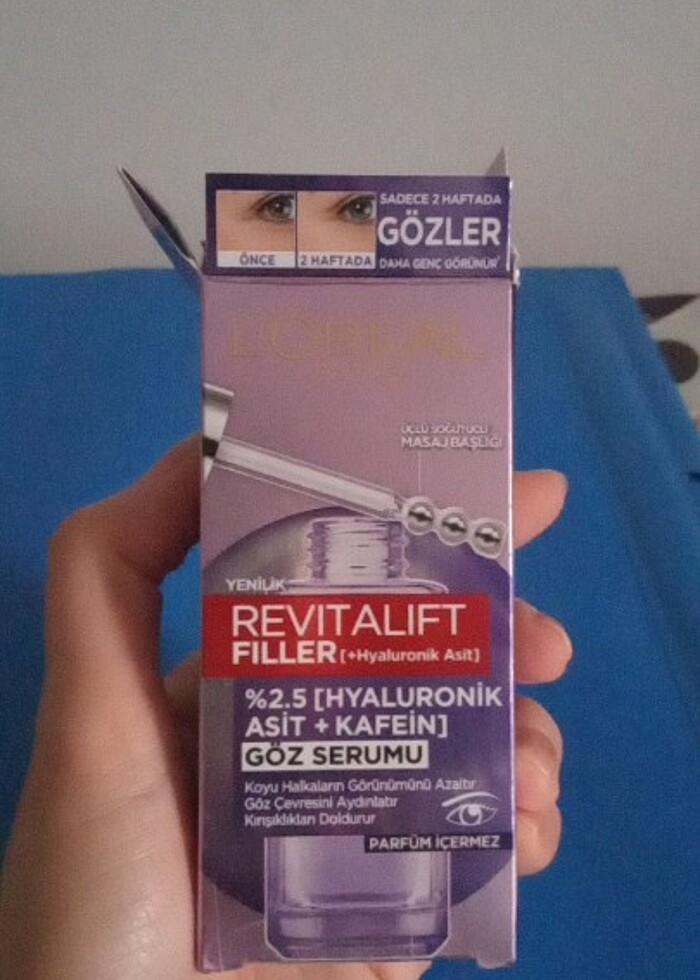 SADECE 2 HAFTADA
GÖZLER
ÖNCE
2 HAFTADA
DAHA GENÇ GÖRÜNÜR
L'ORÉAL
ÜÇLÜ SOĞUTUCU
MASAJ BAŞLIĞI
YENİLİK
REVITALIFT
FILLER [+Hyaluronik Asit]
%2.5 [HYALURONİK
ASİT + KAFEİN]
GÖZ SERUMU
Koyu Halkaların Görünümünü Azaltır
Göz Çevresini Aydınlatır
Kırışıklıkları Doldurur
PARFÜM İÇERMEZ